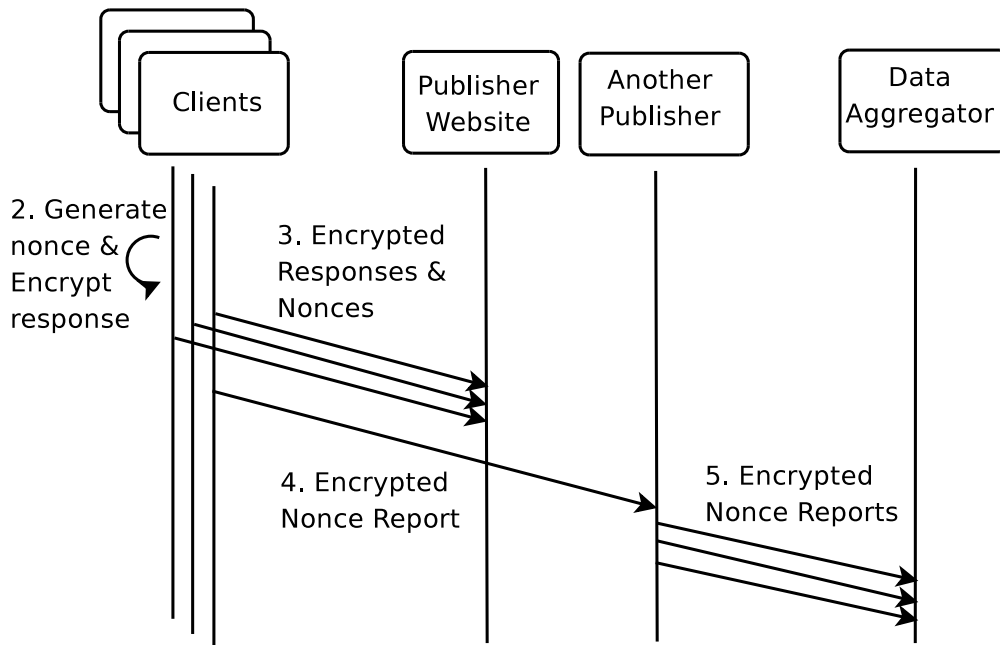 Clients
Publisher
Website
Another
Publisher
Data
Aggregator
2. Generate
nonce &
Encrypt
response
3. Encrypted
Responses &
Nonces
4. Encrypted
Nonce Report
5. Encrypted
Nonce Reports